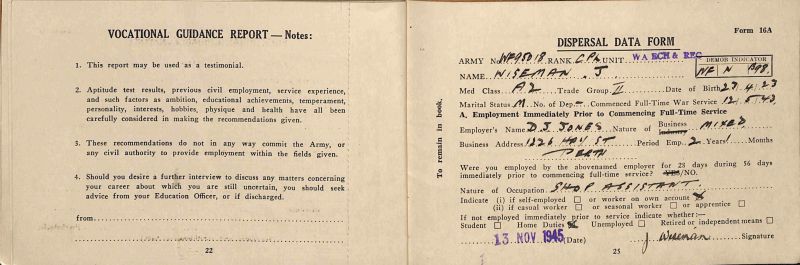 VOCATIONAL GUIDANCE REPORT — Notes:
1. This report may be used as a testimonial.
2. Aptitude test results, previous civil employment, service experience,
and such factors as ambition, educational achievements, temperament,
personality, interests, hobbies, physique and health have all been
carefully considered in making the recommendations given.
3. These recommendations do not in any way commit the Army, or
any civil authority to provide employment within the fields given.
4. Should you desire a further interview to discuss any matters concerning
your career about which you are still uncertain, you should seek
advice from your Education Officer, or if discharged.
from
22
To remain in book.
Form 16A
DISPERSAL DATA FORM
ARMY No. WF95018 RANK CPL UNIT WA ECH & REC
DEMOB INDICATOR
NAME WISEMAN. J. WF N
Med Class A2 Trade Group II Date of Birth 23.4.23
Marital Status M No. of Dep — Commenced Full-Time War Service 12.5.43
A. Employment Immediately Prior to Commencing Full-Time Service
Employer's Name D.J. JONES Nature of Business Industry MIXED
Business Address 1226 HAY ST Period Emp. 2 Years Months
PERTH
Were you employed by the abovenamed employer for 28 days during 56 days
immediately prior to commencing full-time service? YES/NO.
Nature of Occupation SHOP ASSISTANT
Indicate (i) if self-employed or worker on own account
(ii) if casual worker or seasonal worker or apprentice
If not employed immediately prior to service indicate whether:—
Student Home Duties Unemployed Retired or independent means
13 NOV 1945 (Date) J Wiseman Signature
25